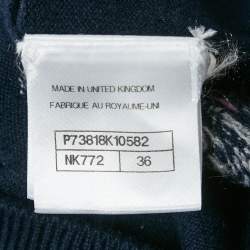 MADE IN UNITED KINGDOM
FABRIQUE AU ROYAUME-UNI
P73818K10582
NK772 36